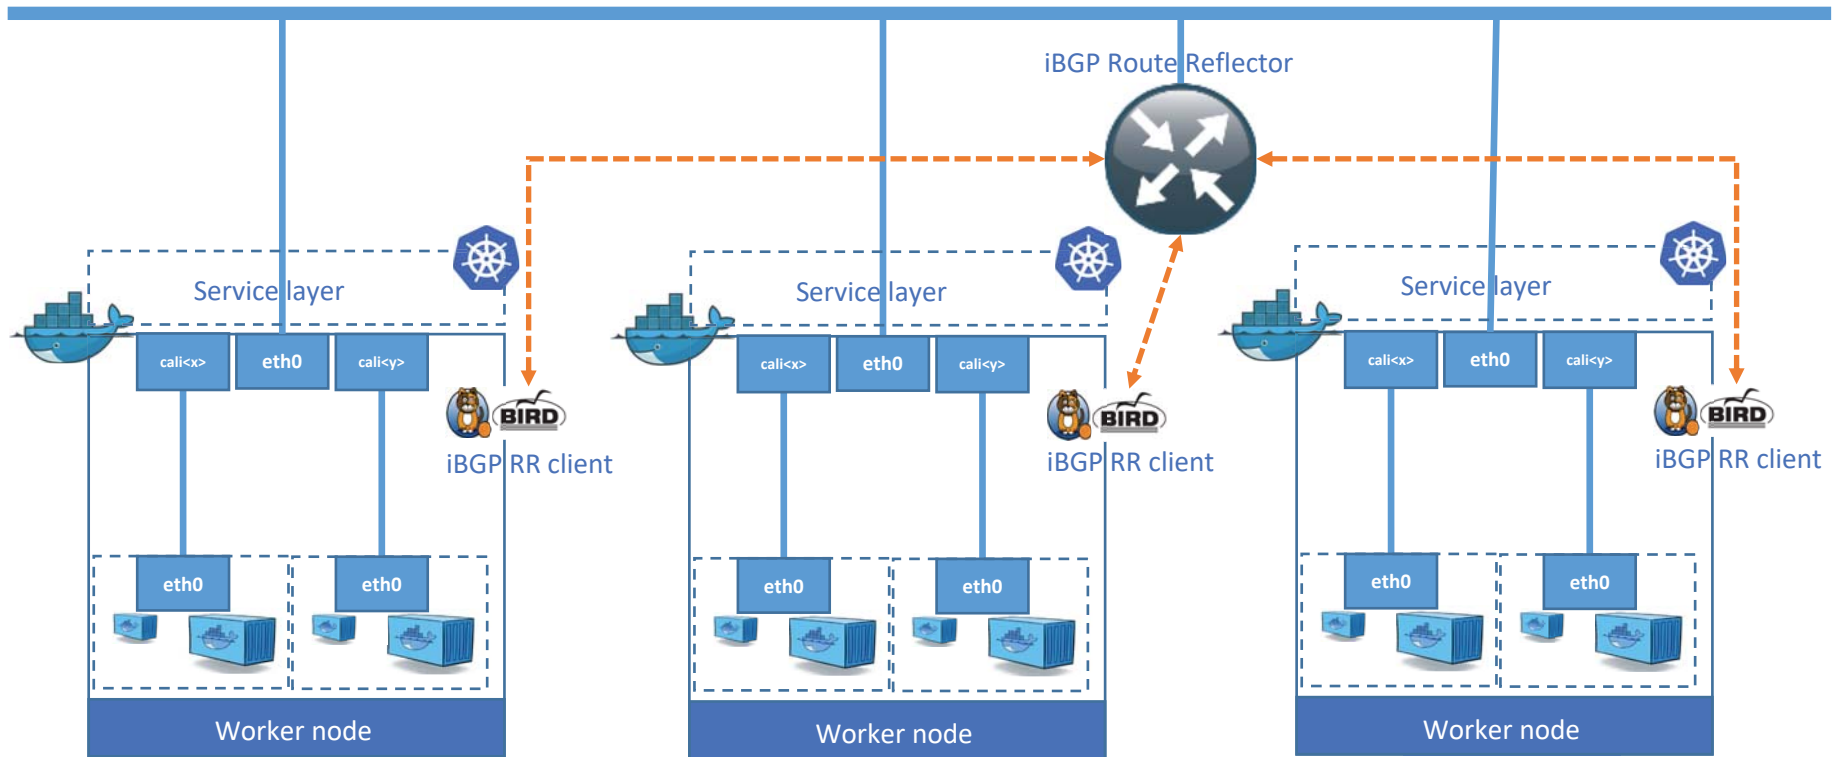 iBGP Route Reflector
Service layer
Service layer
Service layer
cali<x>
eth0
cali<y>
cali<x>
eth0
cali<y>
cali<x>
eth0
cali<y>
BIRD
iBGP RR client
BIRD
iBGP RR client
BIRD
iBGP RR client
eth0
eth0
eth0
eth0
eth0
eth0
Worker node
Worker node
Worker node